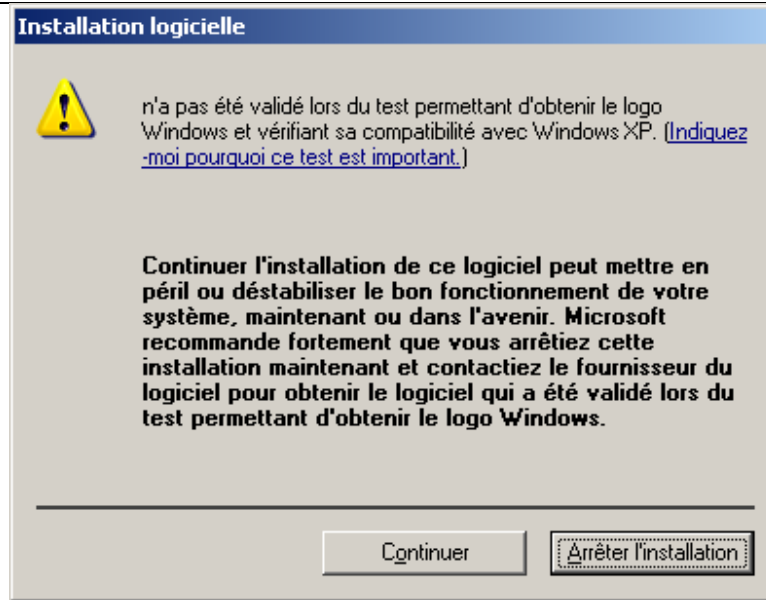 Installation logicielle
n'a pas été validé lors du test permettant d'obtenir le logo
Windows et vérifiant sa compatibilité avec Windows XP. (Indiquez
-moi pourquoi ce test est important.)
Continuer l'installation de ce logiciel peut mettre en
péril ou déstabiliser le bon fonctionnement de votre
système, maintenant ou dans l'avenir. Microsoft
recommande fortement que vous arrêtiez cette
installation maintenant et contactiez le fournisseur du
logiciel pour obtenir le logiciel qui a été validé lors du
test permettant d'obtenir le logo Windows.
Continuer
Arrêter l'installation